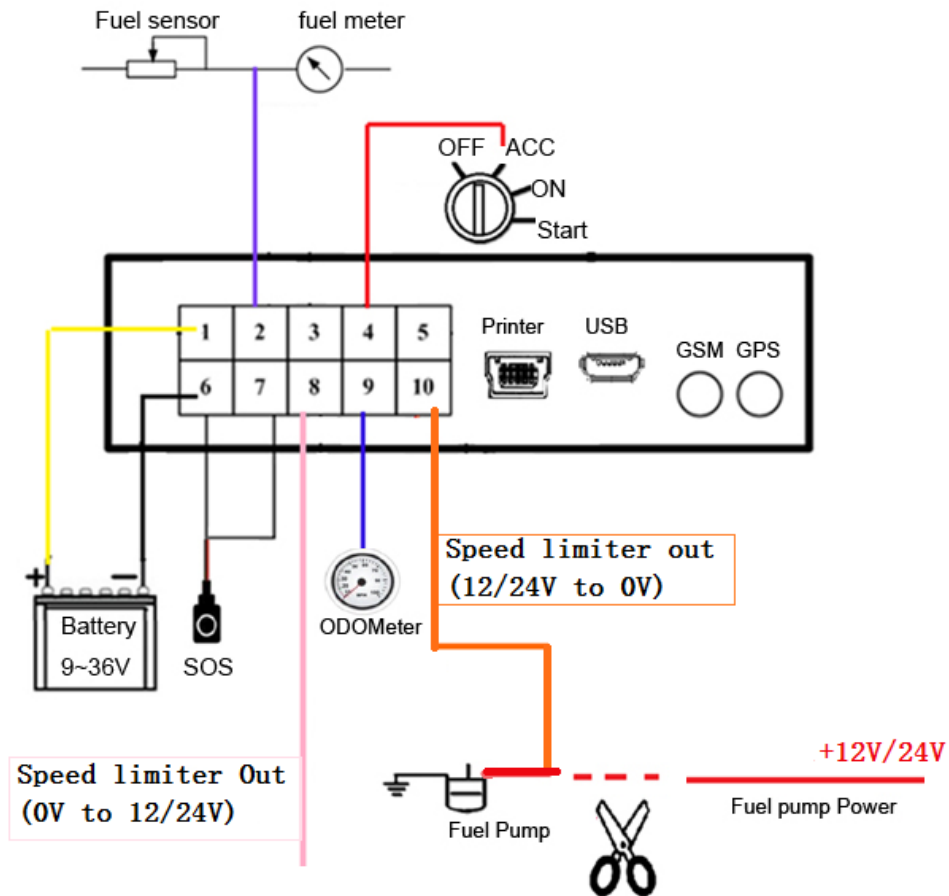 Fuel sensor
fuel meter
OFF
ACC
ON
Start
1
2
3
4
5
Printer
USB
GSM
GPS
6
7
8
9
10
Speed limiter out
(12/24V to 0V)
+
−
Battery
9~36V
SOS
ODOMeter
+12V/24V
Speed limiter Out
(0V to 12/24V)
Fuel Pump
Fuel pump Power